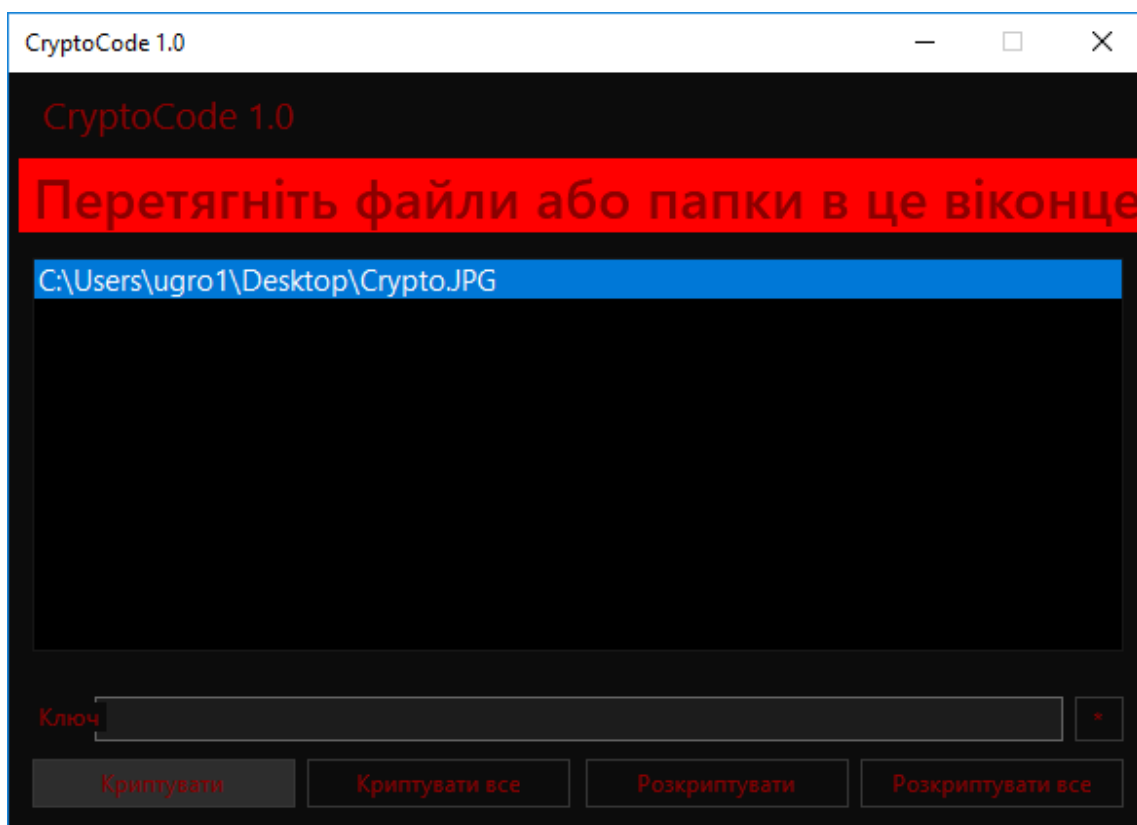 CryptoCode 1.0
CryptoCode 1.0
Перетягніть файли або папки в це віконце
C:\Users\ugro1\Desktop\Crypto.JPG
Ключ *
Криптувати Криптувати все Розкриптувати Розкриптувати все